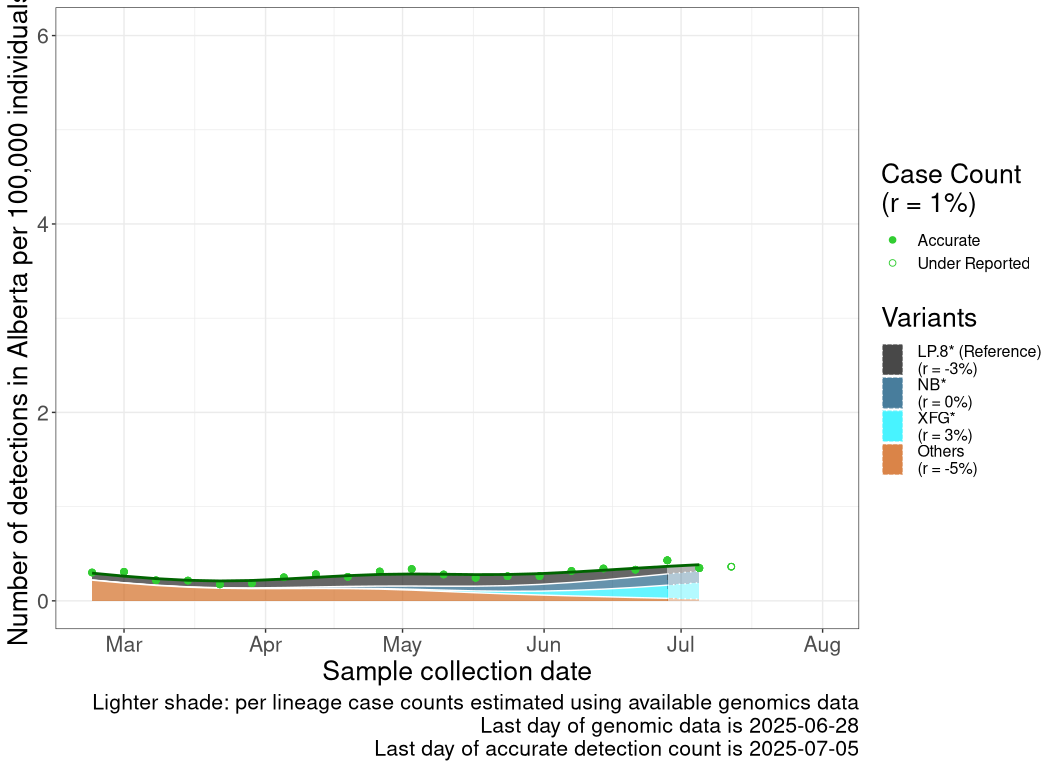 Number of detections in Alberta per 100,000 individuals
6
4
2
0
Mar Apr May Jun Jul Aug
Sample collection date
Lighter shade: per lineage case counts estimated using available genomics data
Last day of genomic data is 2025-06-28
Last day of accurate detection count is 2025-07-05
Case Count
(r = 1%)
Accurate
Under Reported
Variants
LP.8* (Reference)
(r = -3%)
NB*
(r = 0%)
XFG*
(r = 3%)
Others
(r = -5%)